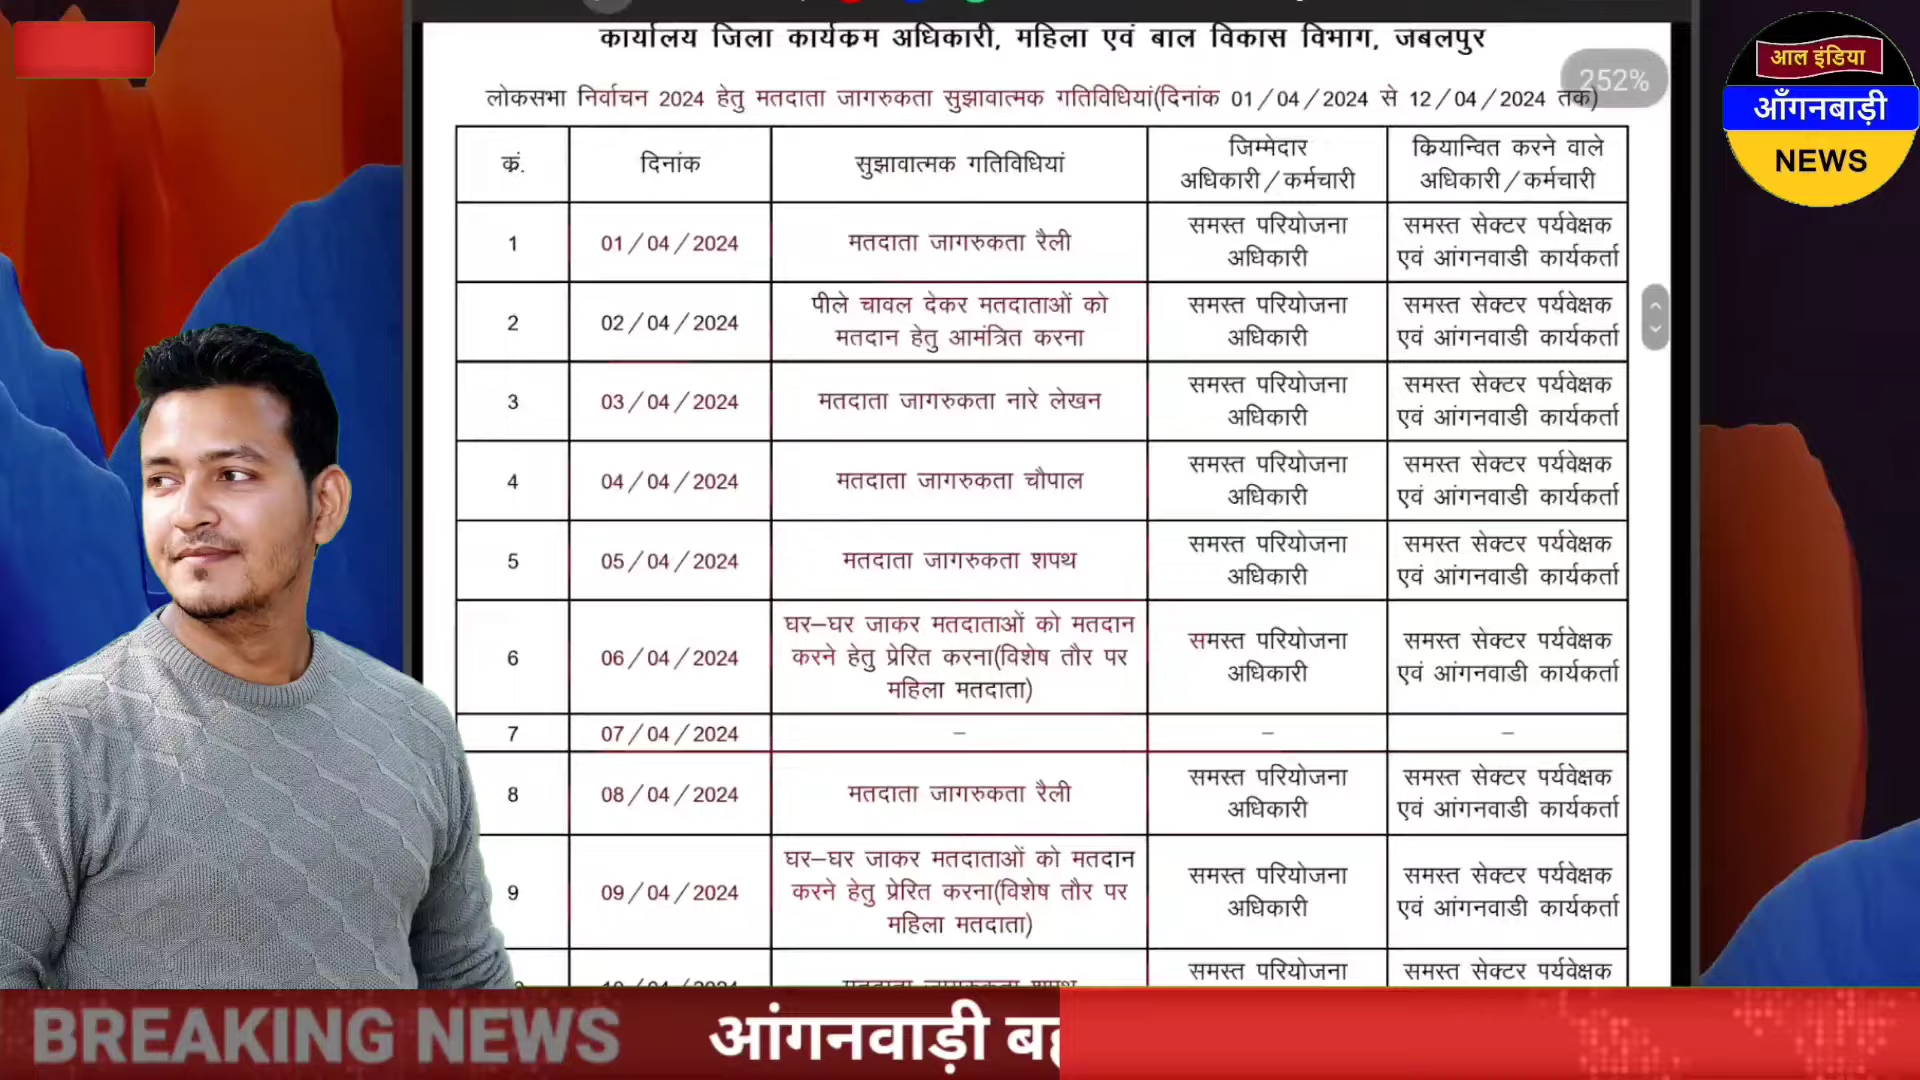 कार्यालय जिला कार्यकम अधिकारी, महिला एवं बाल विकास विभाग, जबलपुर
252%
लोकसभा निर्वाचन 2024 हेतु मतदाता जागरुकता सुझावात्मक गतिविधियां(दिनांक 01/04/2024 से 12/04/2024 तक)
आल इंडिया
आँगनबाड़ी
NEWS
कं. दिनांक सुझावात्मक गतिविधियां जिम्मेदार अधिकारी/कर्मचारी कियान्वित करने वाले अधिकारी/कर्मचारी
1 01/04/2024 मतदाता जागरुकता रैली समस्त परियोजना अधिकारी समस्त सेक्टर पर्यवेक्षक एवं आंगनवाडी कार्यकर्ता
2 02/04/2024 पीले चावल देकर मतदाताओं को मतदान हेतु आमंत्रित करना समस्त परियोजना अधिकारी समस्त सेक्टर पर्यवेक्षक एवं आंगनवाडी कार्यकर्ता
3 03/04/2024 मतदाता जागरुकता नारे लेखन समस्त परियोजना अधिकारी समस्त सेक्टर पर्यवेक्षक एवं आंगनवाडी कार्यकर्ता
4 04/04/2024 मतदाता जागरुकता चौपाल समस्त परियोजना अधिकारी समस्त सेक्टर पर्यवेक्षक एवं आंगनवाडी कार्यकर्ता
5 05/04/2024 मतदाता जागरुकता शपथ समस्त परियोजना अधिकारी समस्त सेक्टर पर्यवेक्षक एवं आंगनवाडी कार्यकर्ता
6 06/04/2024 घर–घर जाकर मतदाताओं को मतदान करने हेतु प्रेरित करना(विशेष तौर पर महिला मतदाता) समस्त परियोजना अधिकारी समस्त सेक्टर पर्यवेक्षक एवं आंगनवाडी कार्यकर्ता
7 07/04/2024 – – –
8 08/04/2024 मतदाता जागरुकता रैली समस्त परियोजना अधिकारी समस्त सेक्टर पर्यवेक्षक एवं आंगनवाडी कार्यकर्ता
9 09/04/2024 घर–घर जाकर मतदाताओं को मतदान करने हेतु प्रेरित करना(विशेष तौर पर महिला मतदाता) समस्त परियोजना अधिकारी समस्त सेक्टर पर्यवेक्षक एवं आंगनवाडी कार्यकर्ता
समस्त परियोजना समस्त सेक्टर पर्यवेक्षक
BREAKING NEWS आंगनवाड़ी